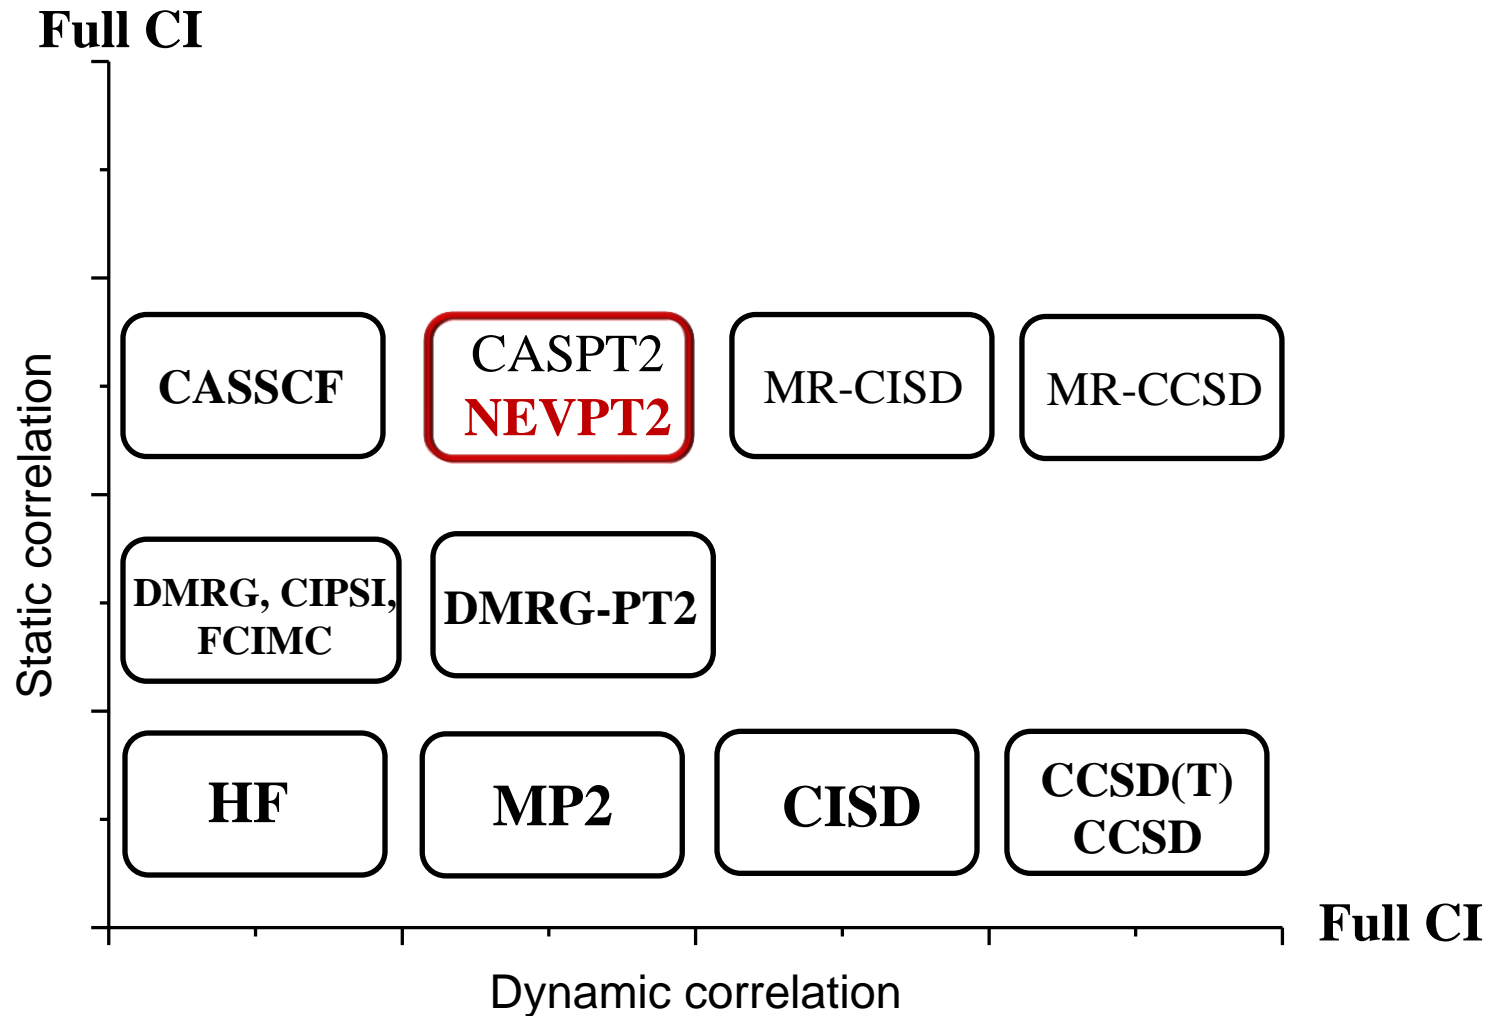 Full CI
Static correlation
CASSCF
CASPT2
NEVPT2
MR-CISD
MR-CCSD
DMRG, CIPSI,
FCIMC
DMRG-PT2
HF
MP2
CISD
CCSD(T)
CCSD
Full CI
Dynamic correlation